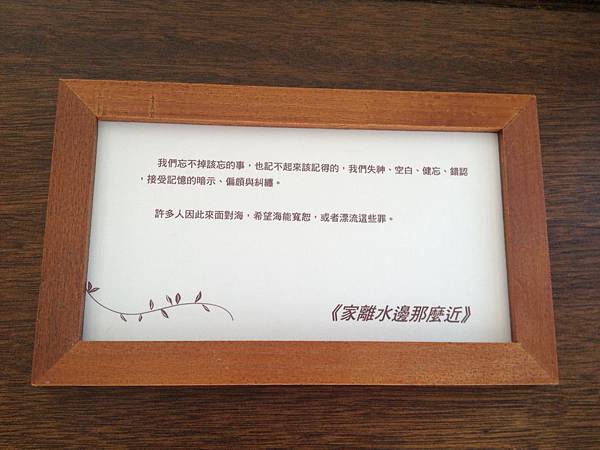 我們忘不掉該忘的事，也記不起來該記得的，我們失神、空白、健忘、錯認
，接受記憶的暗示、偏頗與糾纏。
許多人因此來面對海，希望海能寬恕，或者漂流這些罪。
《家離水邊那麼近》